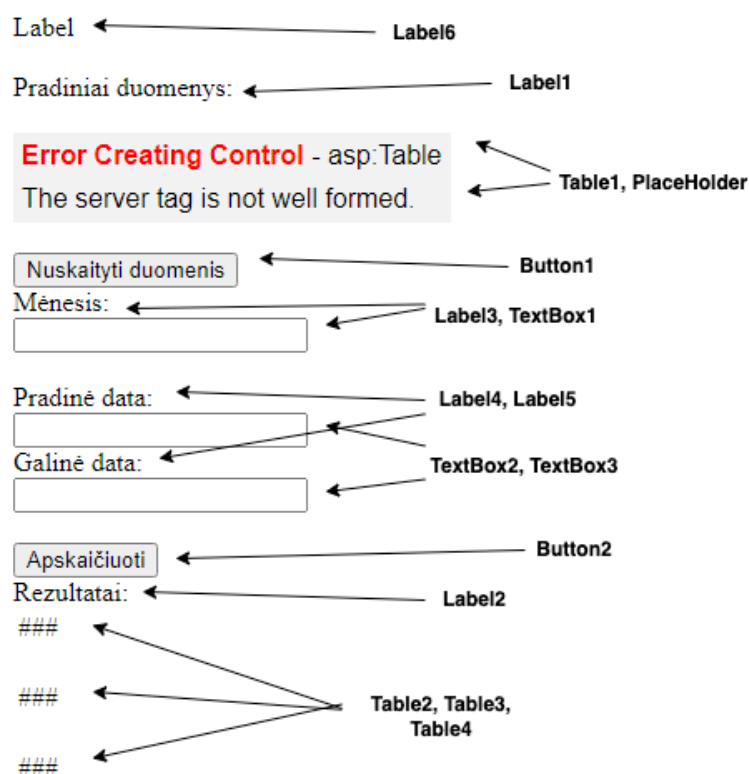 Label
Label6
Pradiniai duomenys:
Label1
Error Creating Control - asp:Table
The server tag is not well formed.
Table1, PlaceHolder
Nuskaityti duomenis
Button1
Mėnesis:
Label3, TextBox1
Pradinė data:
Label4, Label5
Galinė data:
TextBox2, TextBox3
Apskaičiuoti
Button2
Rezultatai:
Label2
###
###
Table2, Table3,
Table4
###